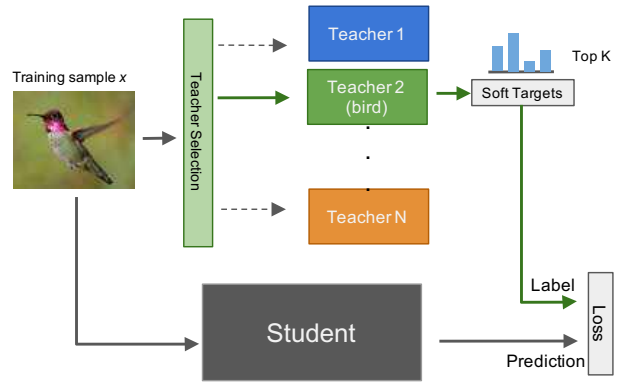 Training sample x
Teacher Selection
Teacher 1
Teacher 2
(bird)
Teacher N
Top K
Soft Targets
Student
Label
Prediction
Loss